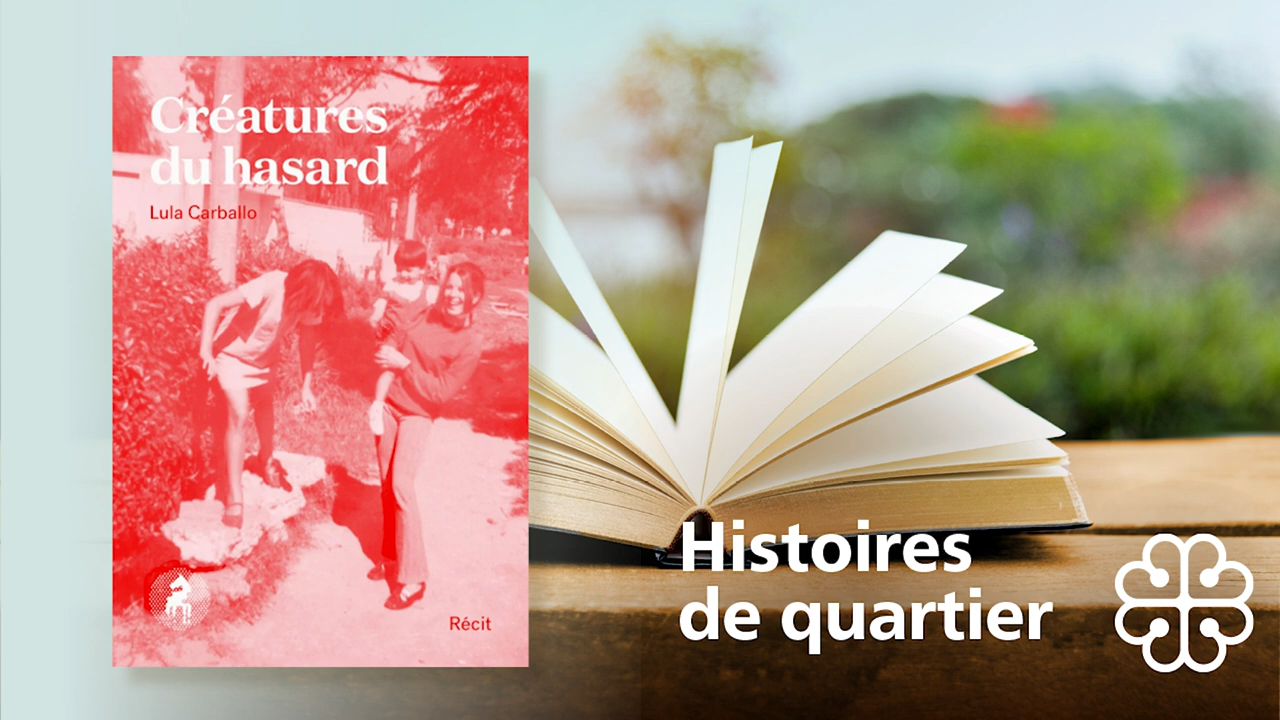 Créatures
du hasard
Lula Carballo
Récit
Histoires
de quartier